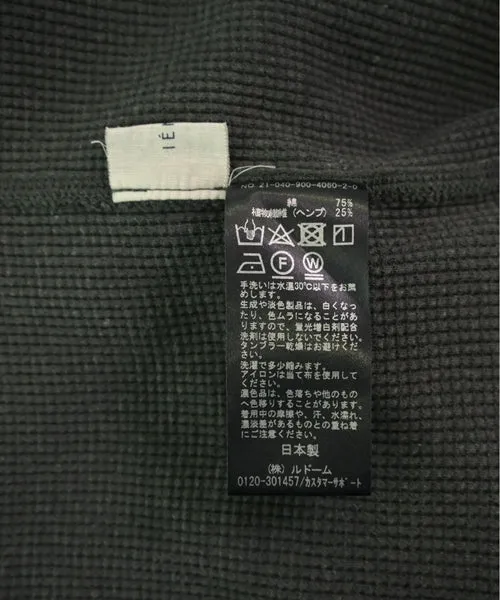 IÉN
NO 21-040-900-4060-2-0
綿 75%
植物繊維 (ヘンプ) 25%
F W
手洗いは水温30℃以下をお薦
めします。
生成や淡色製品は、白くなっ
たり、色ムラになることがあ
りますので、蛍光増白剤配合
洗剤は使用しないでください。
タンブラー乾燥はお避けくださ
い。
洗濯で多少縮みます。
アイロンは当て布を使用して
ください。
濃色品は、色落ちや他のもの
へ色移りすることがあります。
着用中の摩擦や、汗、水濡れ、
濃淡差があるものとの重ね着
にご注意ください。
日本製
(株) ルドーム
0120-301457/カスタマーサポート